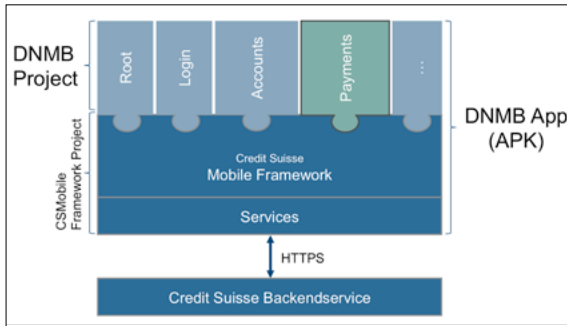 DNMB
Project
Root
Login
Accounts
Payments
...
DNMB App
(APK)
CSMobile
Framework Project
Credit Suisse
Mobile Framework
Services
HTTPS
Credit Suisse Backendservice